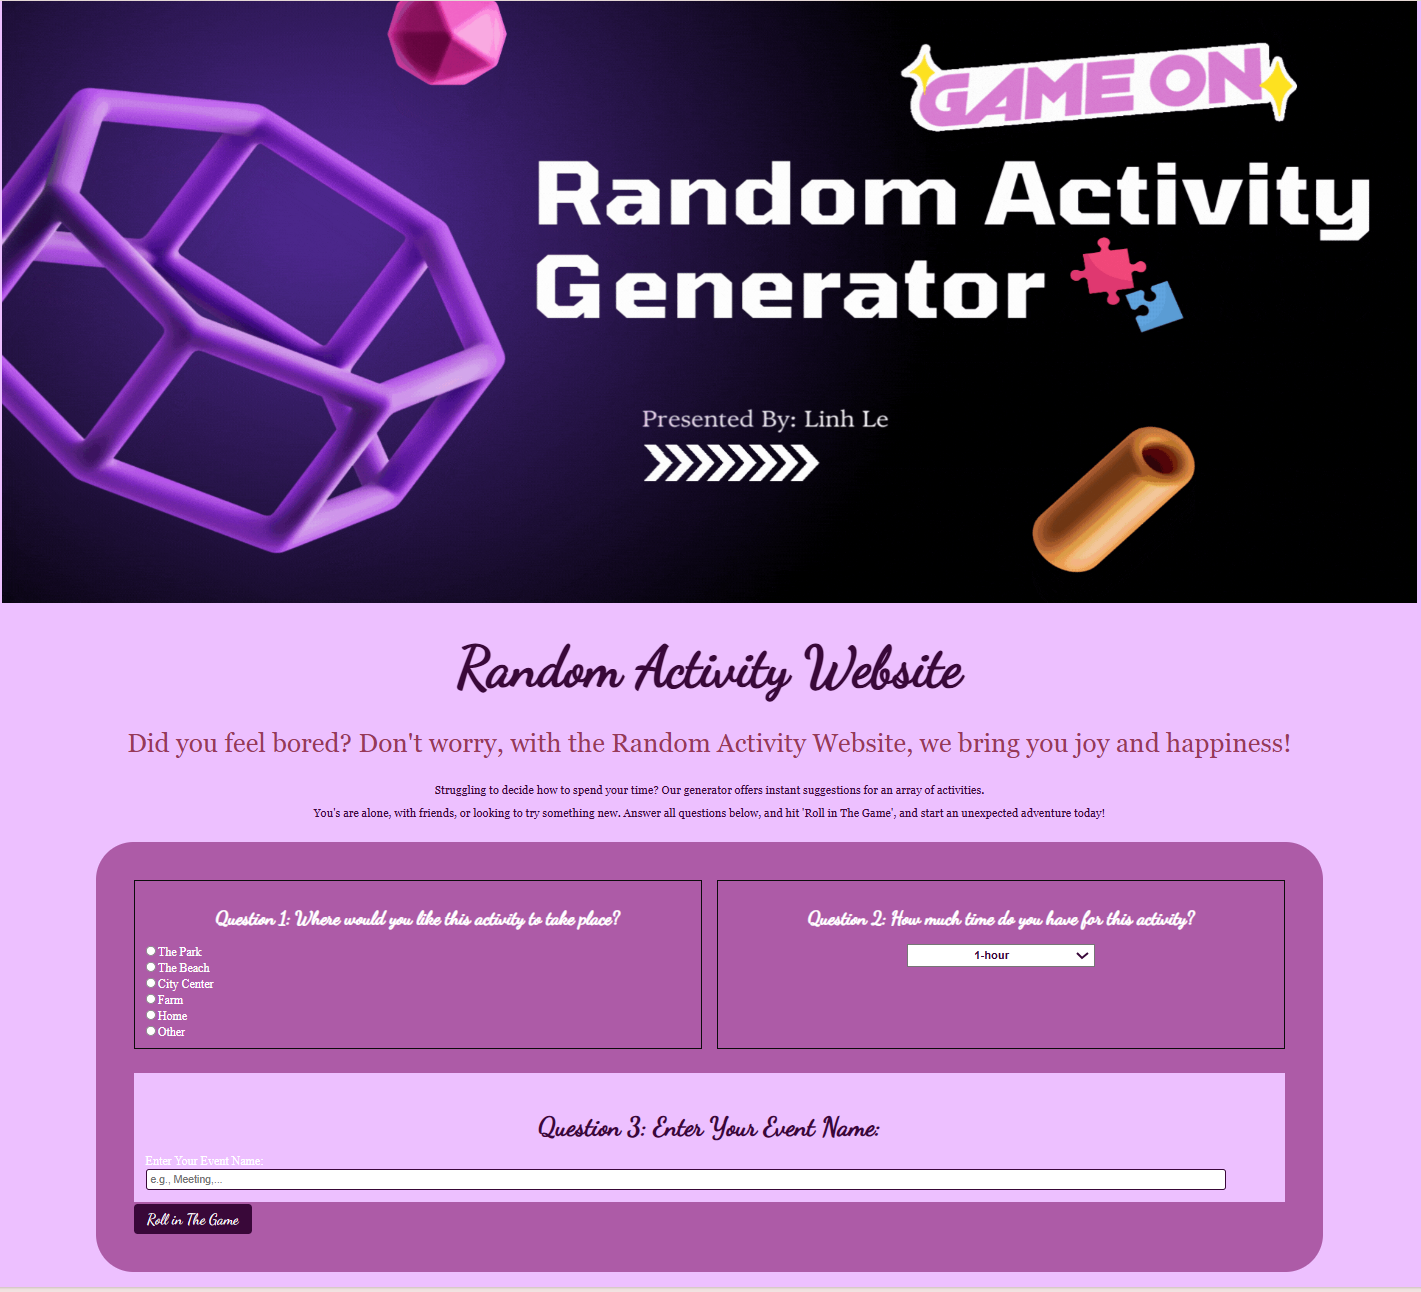 GAME ON
Random Activity
Generator
Presented By: Linh Le
Random Activity Website
Did you feel bored? Don't worry, with the Random Activity Website, we bring you joy and happiness!
Struggling to decide how to spend your time? Our generator offers instant suggestions for an array of activities.
You's are alone, with friends, or looking to try something new. Answer all questions below, and hit 'Roll in The Game', and start an unexpected adventure today!
Question 1: Where would you like this activity to take place?
The Park
The Beach
City Center
Farm
Home
Other
Question 2: How much time do you have for this activity?
1-hour
Question 3: Enter Your Event Name:
Enter Your Event Name:
e.g., Meeting,...
Roll in The Game